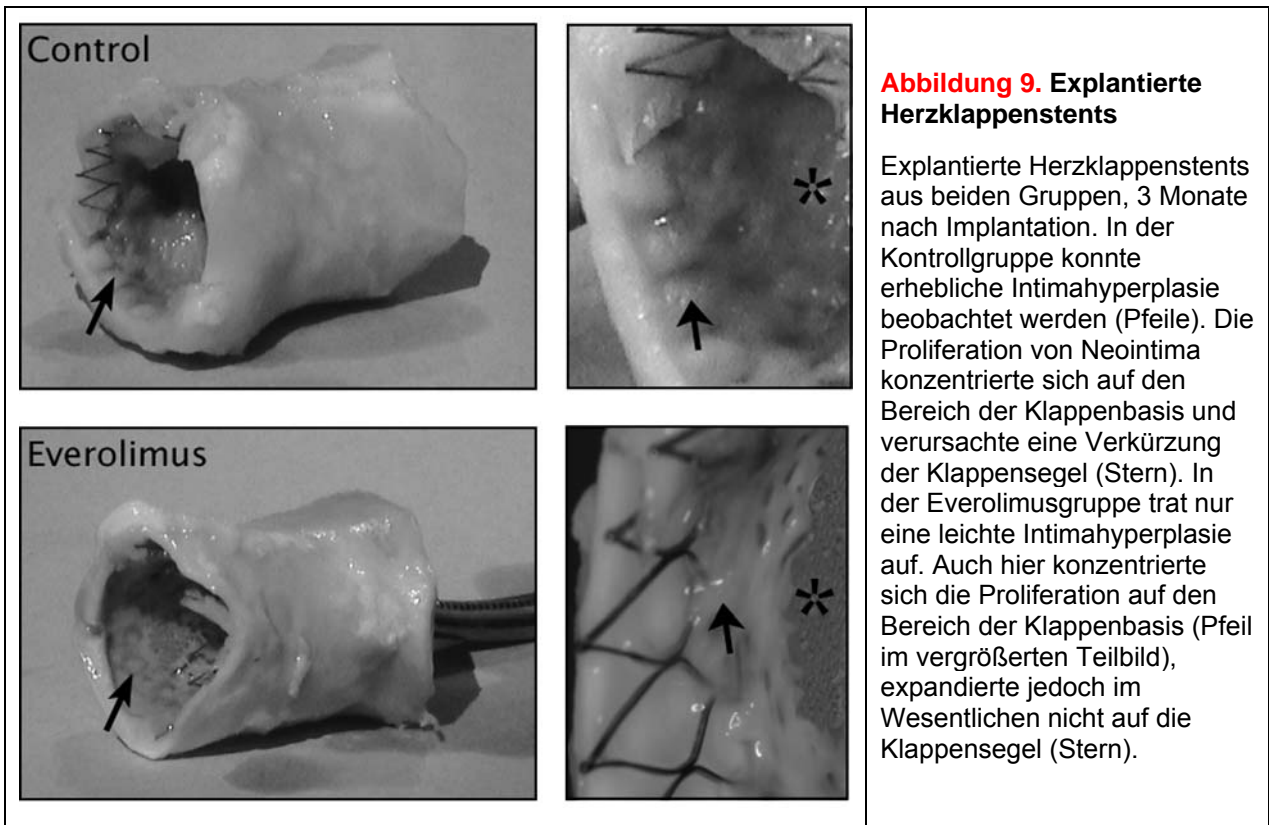 Control
*
Everolimus
*
Abbildung 9. Explantierte
Herzklappenstents
Explantierte Herzklappenstents
aus beiden Gruppen, 3 Monate
nach Implantation. In der
Kontrollgruppe konnte
erhebliche Intimahyperplasie
beobachtet werden (Pfeile). Die
Proliferation von Neointima
konzentrierte sich auf den
Bereich der Klappenbasis und
verursachte eine Verkürzung
der Klappensegel (Stern). In
der Everolimusgruppe trat nur
eine leichte Intimahyperplasie
auf. Auch hier konzentrierte
sich die Proliferation auf den
Bereich der Klappenbasis (Pfeil
im vergrößerten Teilbild),
expandierte jedoch im
Wesentlichen nicht auf die
Klappensegel (Stern).